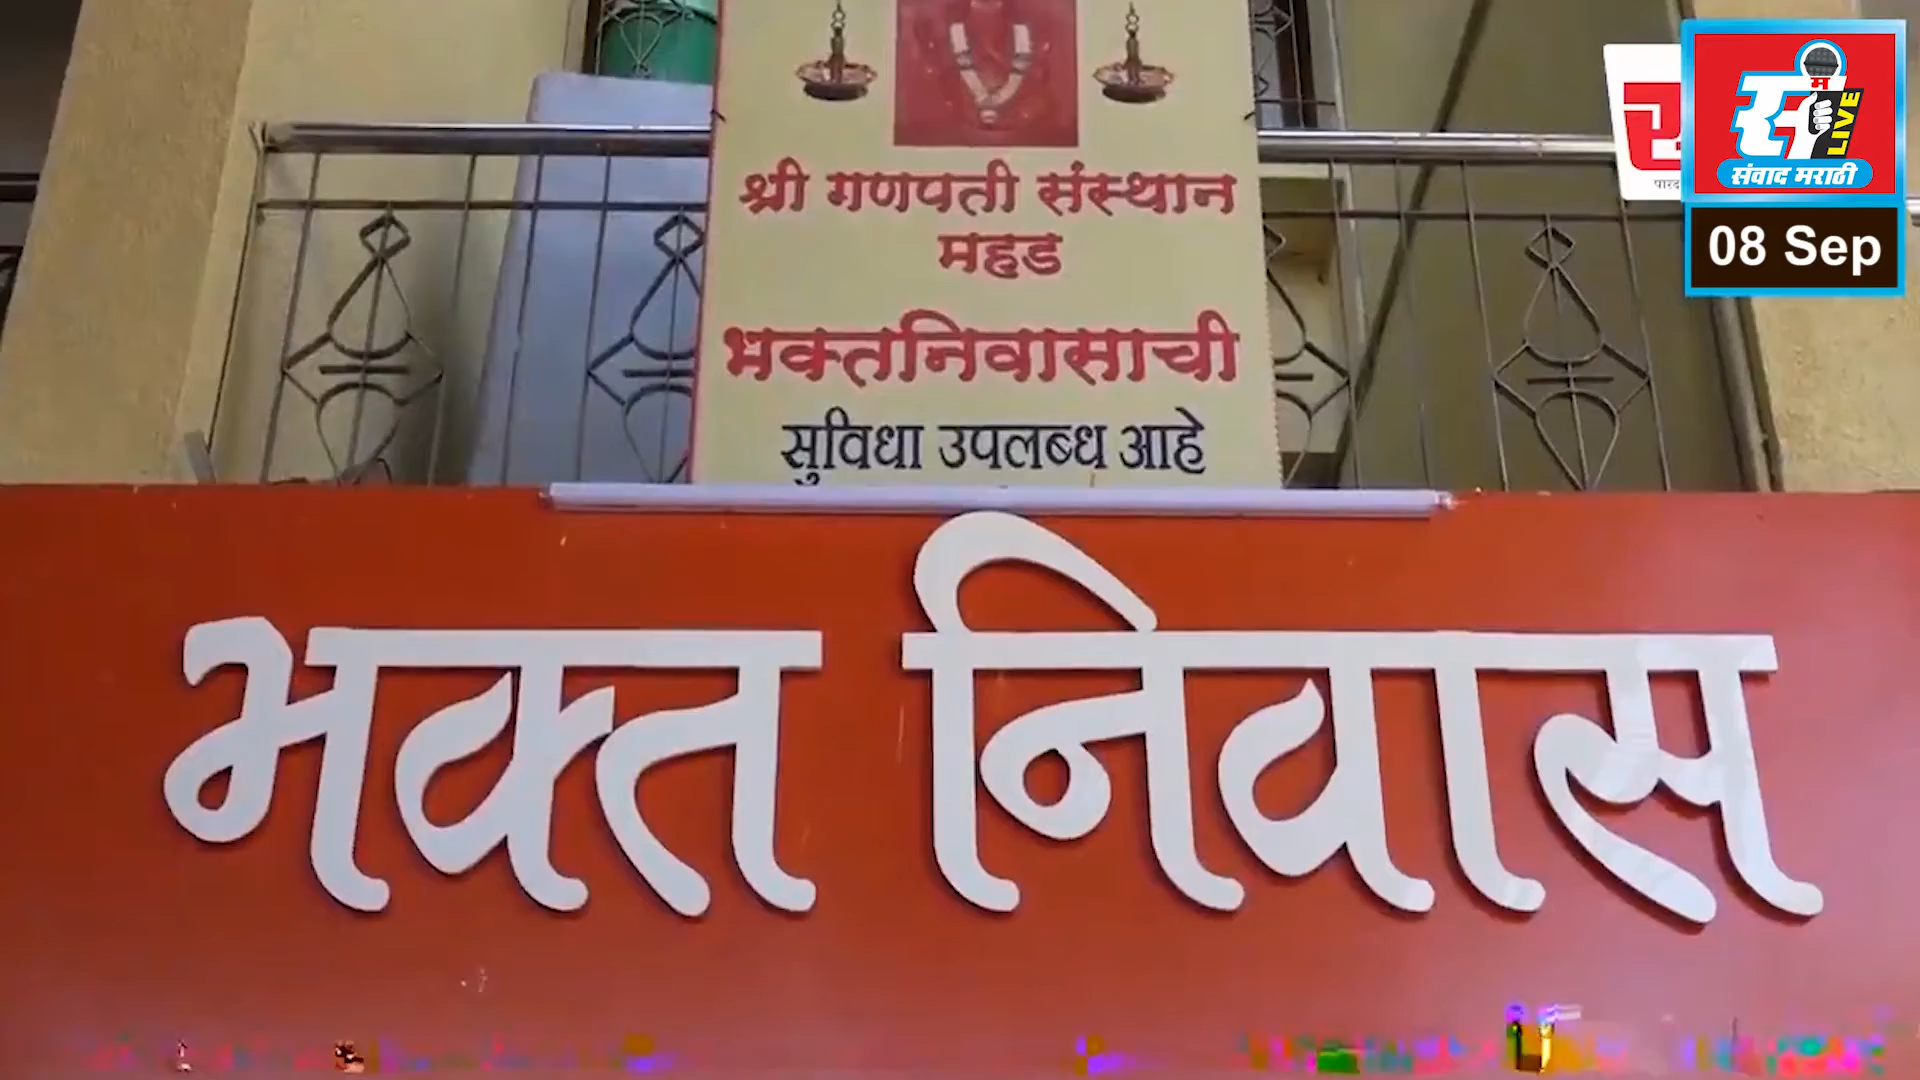 श्री गणपती संस्थान
महड
भक्तनिवासाची
सुविधा उपलब्ध आहे
भक्त निवास
LIVE
संवाद मराठी
08 Sep